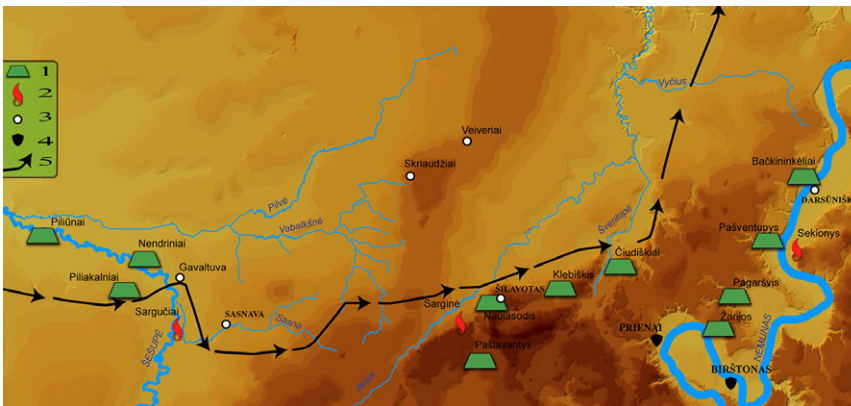 1
2
3
4
5
Vyčius
Veiveriai
Skriaudžiai
Bačkininkėliai
DARSŪNIŠK
Pilvė
Vabalkšnė
Piliūnai
Šventupė
Pašventupys
Sekionys
Nendriniai
Čiudiškiai
Piliakalniai
Gavaltuva
Klebiškis
Pagaršvis
ŠILAVOTAS
Sarginė
Naujasodis
Sargučiai
SASNAVA
Sasna
Žarijos
PRIENAI
NEMUNAS
ŠEŠUPĖ
Pašlavantys
Jiesia
BIRŠTONAS